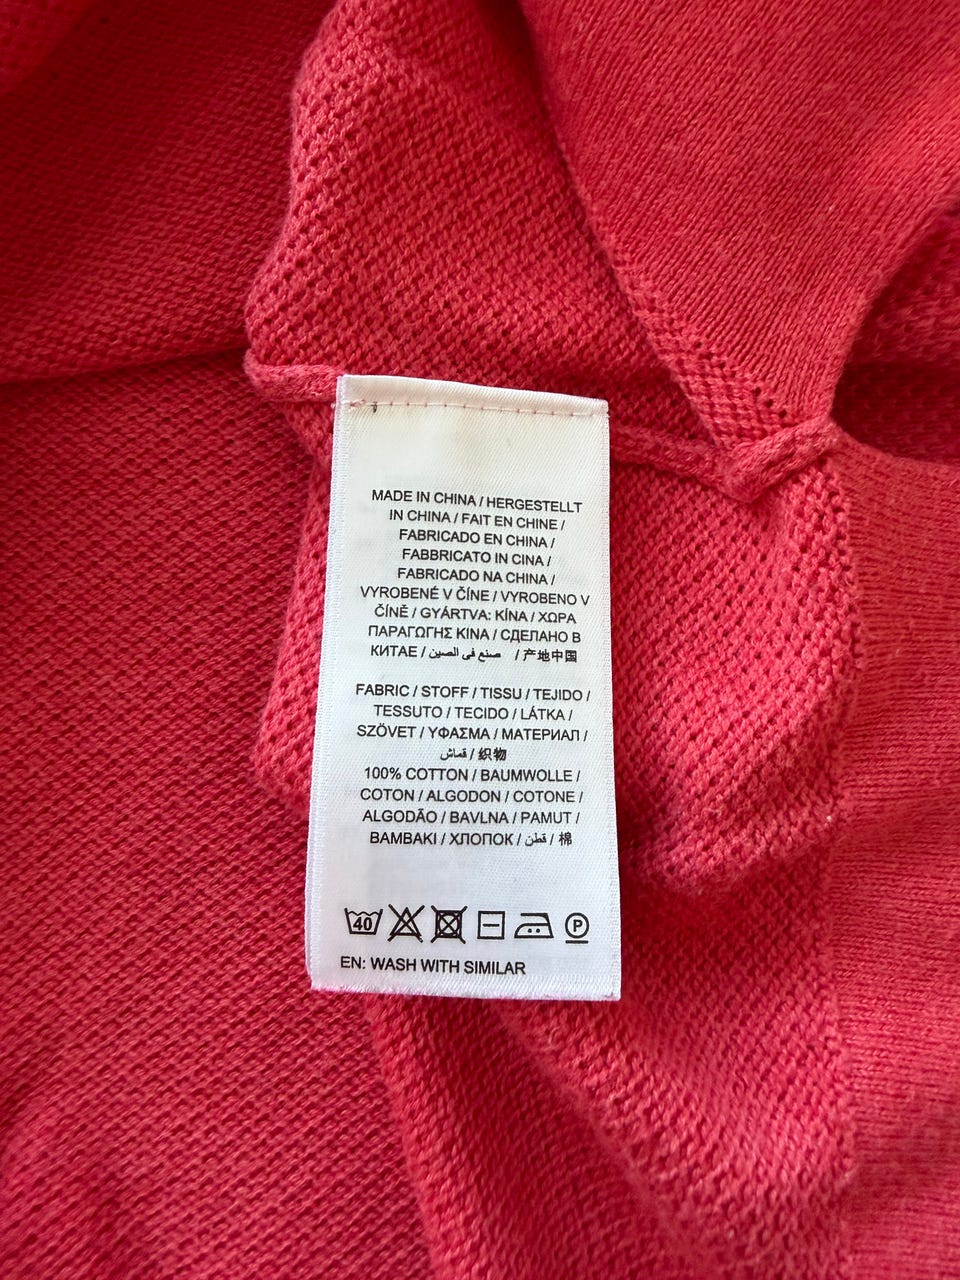 MADE IN CHINA / HERGESTELLT
IN CHINA / FAIT EN CHINE /
FABRICADO EN CHINA /
FABBRICATO IN CINA /
FABRICADO NA CHINA /
VYROBENÉ V ČÍNE / VYROBENO V
ČÍNĚ / GYÁRTVA: KÍNA / ΧΩΡΑ
ΠΑΡΑΓΩΓΗΣ ΚΙΝΑ / СДЕЛАНО В
КИТАЕ / صنع في الصين / 产地中国
FABRIC / STOFF / TISSU / TEJIDO /
TESSUTO / TECIDO / LÁTKA /
SZÖVET / ΥΦΑΣΜΑ / МАТЕРИАЛ /
قماش / 织物
100% COTTON / BAUMWOLLE /
COTON / ALGODON / COTONE /
ALGODÃO / BAVLNA / PAMUT /
BAMBAKI / ХЛОПОК / قطن / 棉
40 P
EN: WASH WITH SIMILAR